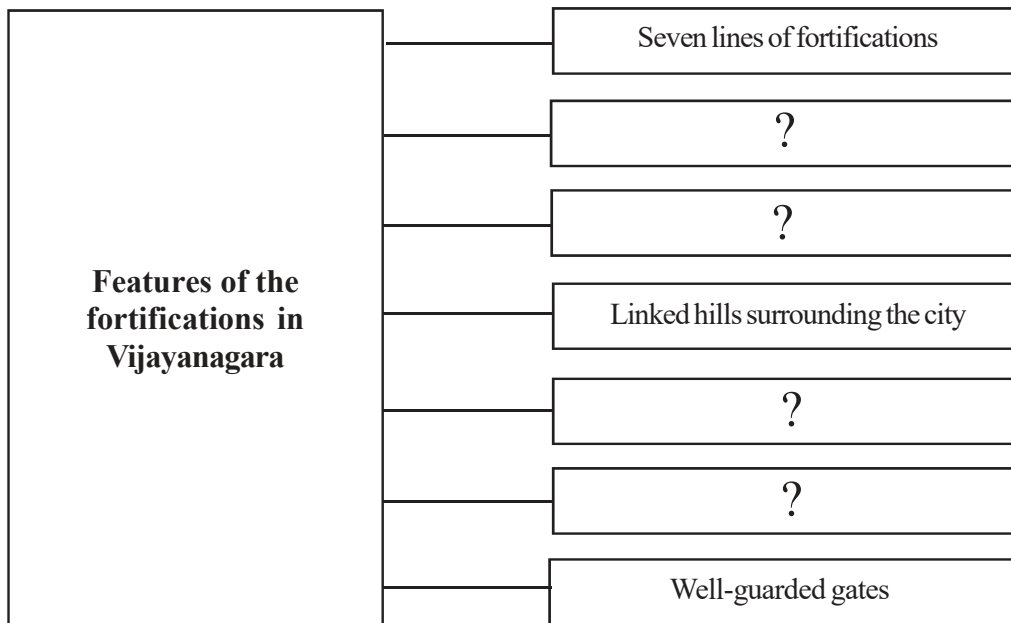 Seven lines of fortifications
?
?
Features of the
fortifications in
Vijayanagara
Linked hills surrounding the city
?
?
Well-guarded gates